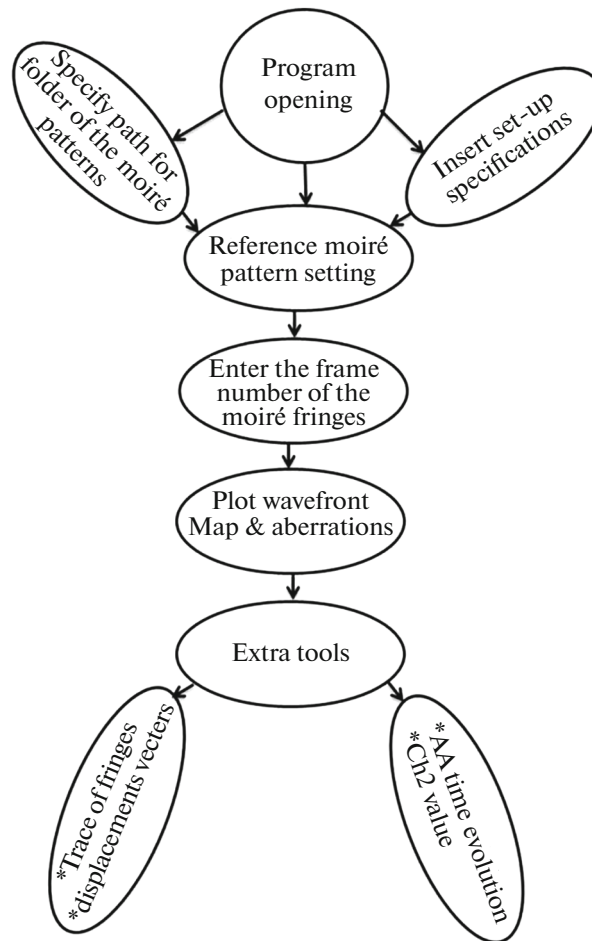 Program
opening
Specify path for
folder of the moiré
patterns
Insert set-up
specifications
Reference moiré
pattern setting
Enter the frame
number of the
moiré fringes
Plot wavefront
Map & aberrations
Extra tools
*Trace of fringes
*displacements vecters
*AA time evolution
*Ch2 value